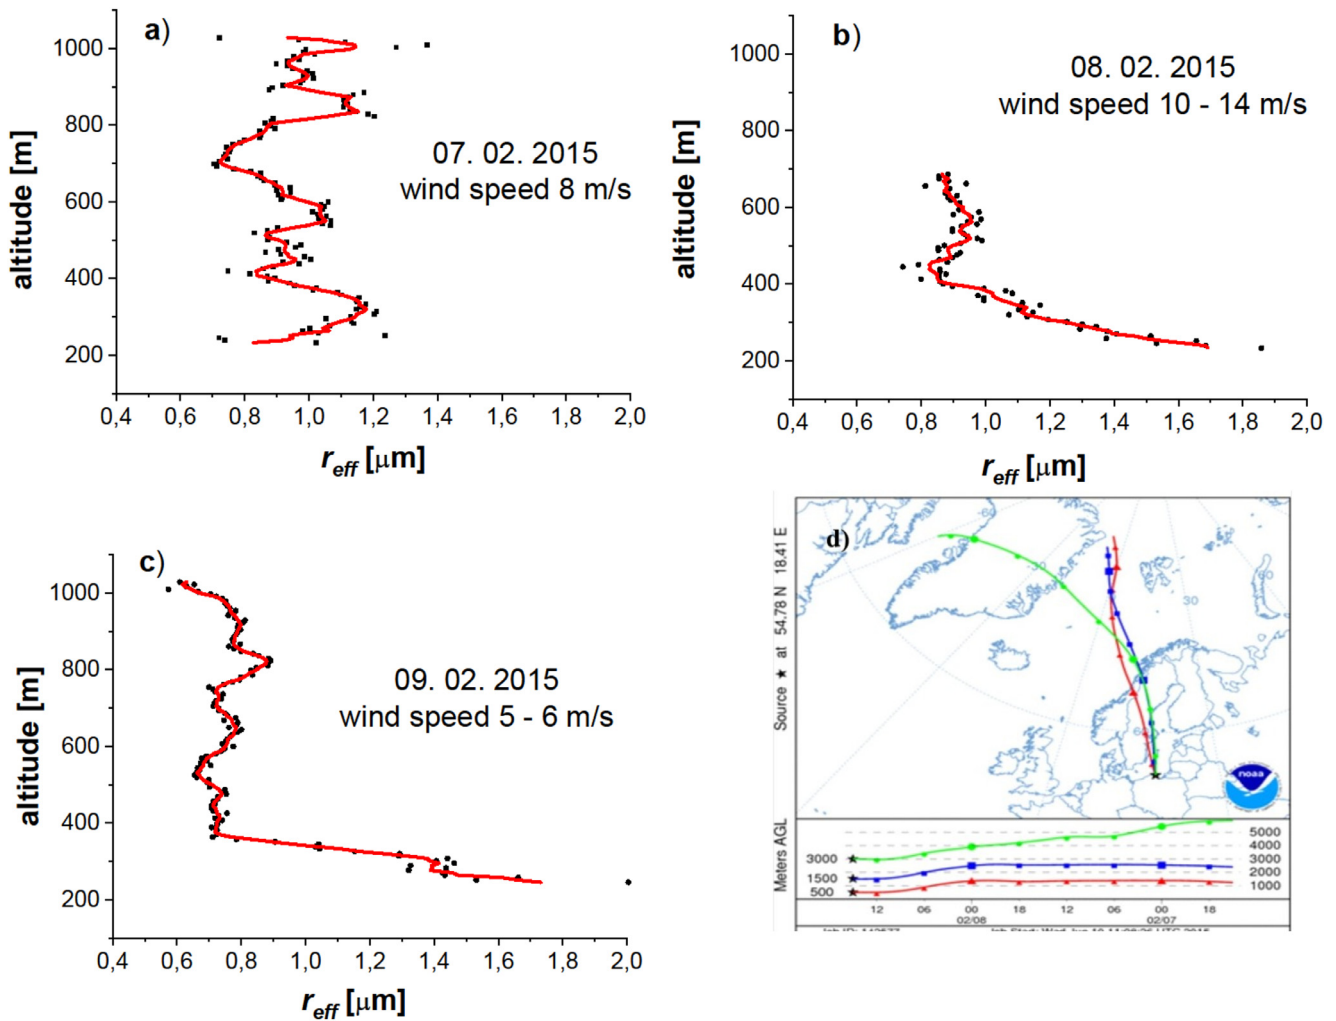 a)
07. 02. 2015
wind speed 8 m/s
altitude [m]
1000
800
600
400
200
0,4 0,6 0,8 1,0 1,2 1,4 1,6 1,8 2,0
r_eff [μm]
b)
08. 02. 2015
wind speed 10 - 14 m/s
altitude [m]
1000
800
600
400
200
0,4 0,6 0,8 1,0 1,2 1,4 1,6 1,8 2,0
r_eff [μm]
c)
09. 02. 2015
wind speed 5 - 6 m/s
altitude [m]
1000
800
600
400
200
0,4 0,6 0,8 1,0 1,2 1,4 1,6 1,8 2,0
r_eff [μm]
d)
Source ★ at 54.78 N 18.41 E
60
30
60
noaa
Meters AGL
3000
1500
500
5000
4000
3000
2000
1000
12 06 00 18 12 06 00 18
02/08 02/07